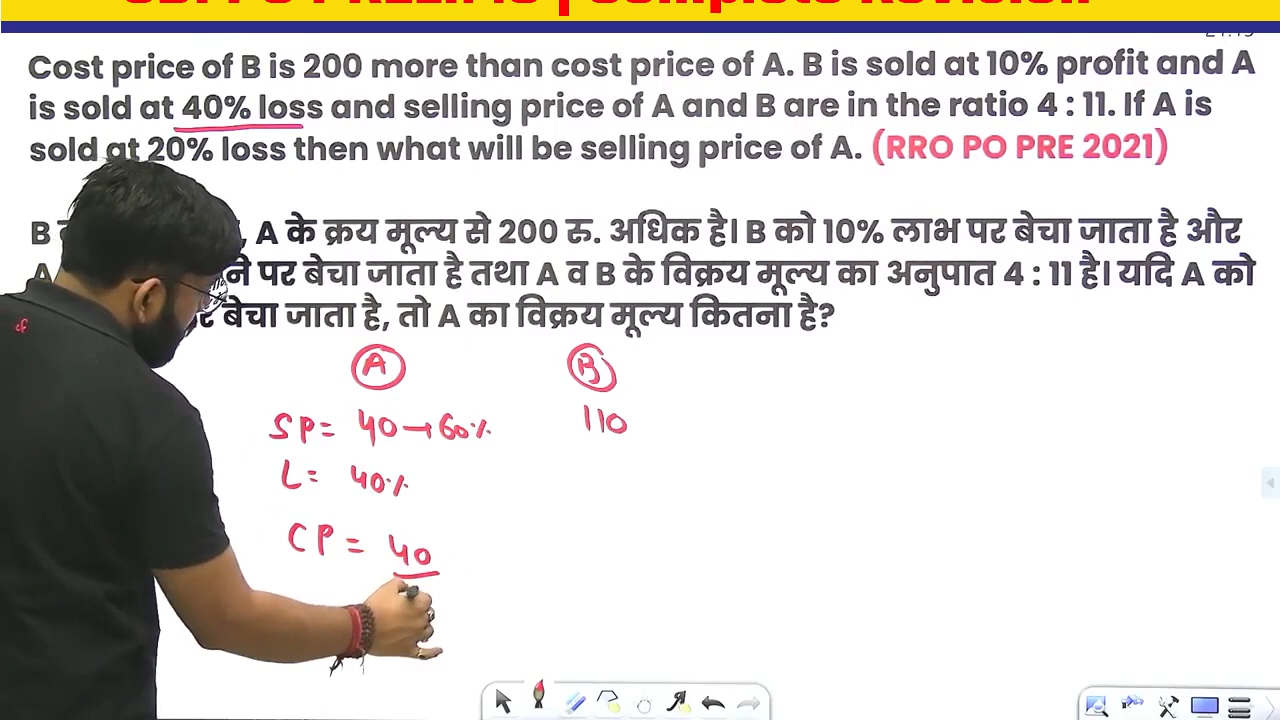 Cost price of B is 200 more than cost price of A. B is sold at 10% profit and A
is sold at 40% loss and selling price of A and B are in the ratio 4 : 11. If A is
sold at 20% loss then what will be selling price of A. (RRO PO PRE 2021)
B , A के क्रय मूल्य से 200 रु. अधिक है। B को 10% लाभ पर बेचा जाता है और
A पर बेचा जाता है तथा A व B के विक्रय मूल्य का अनुपात 4 : 11 है। यदि A को
बेचा जाता है, तो A का विक्रय मूल्य कितना है?
A B
SP = 40 → 60% 110
L = 40%
CP = 40